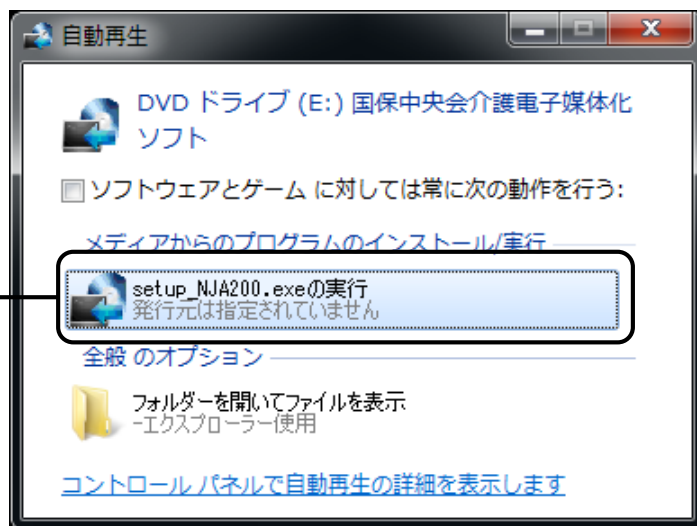 自動再生
DVD ドライブ (E:) 国保中央会介護電子媒体化
ソフト
ソフトウェアとゲーム に対しては常に次の動作を行う:
メディアからのプログラムのインストール/実行
setup_NJA200.exeの実行
発行元は指定されていません
全般 のオプション
フォルダーを開いてファイルを表示
-エクスプローラー使用
コントロール パネルで自動再生の詳細を表示します